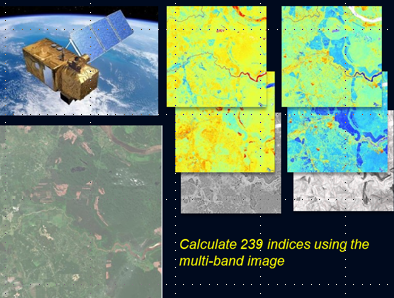 Calculate 239 indices using the
multi-band image